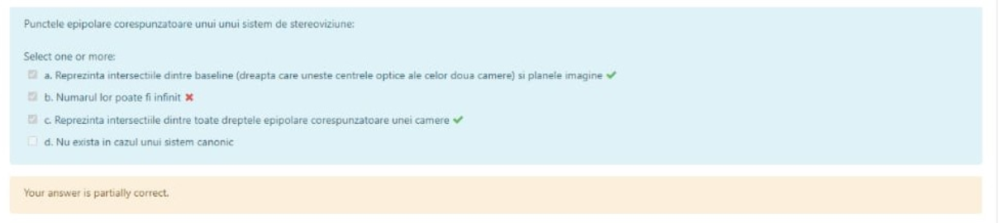 Punctele epipolare corespunzatoare unui unui sistem de stereoviziune:
Select one or more:
a. Reprezinta intersectiile dintre baseline (dreapta care uneste centrele optice ale celor doua camere) si planele imagine
b. Numarul lor poate fi infinit
c. Reprezinta intersectiile dintre toate dreptele epipolare corespunzatoare unei camere
d. Nu exista in cazul unui sistem canonic
Your answer is partially correct.